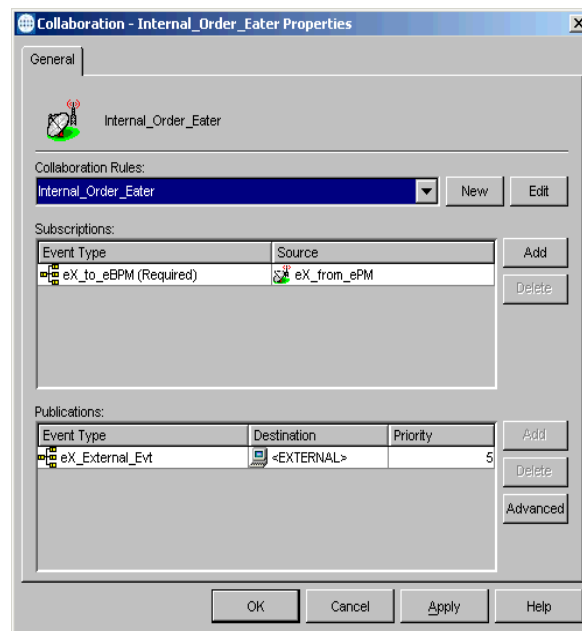 Collaboration - Internal_Order_Eater Properties
General
Internal_Order_Eater
Collaboration Rules:
Internal_Order_Eater New Edit
Subscriptions:
Event Type Source Add
eX_to_eBPM (Required) eX_from_ePM
Delete
Publications:
Event Type Destination Priority Add
eX_External_Evt <EXTERNAL> 5
Delete
Advanced
OK Cancel Apply Help